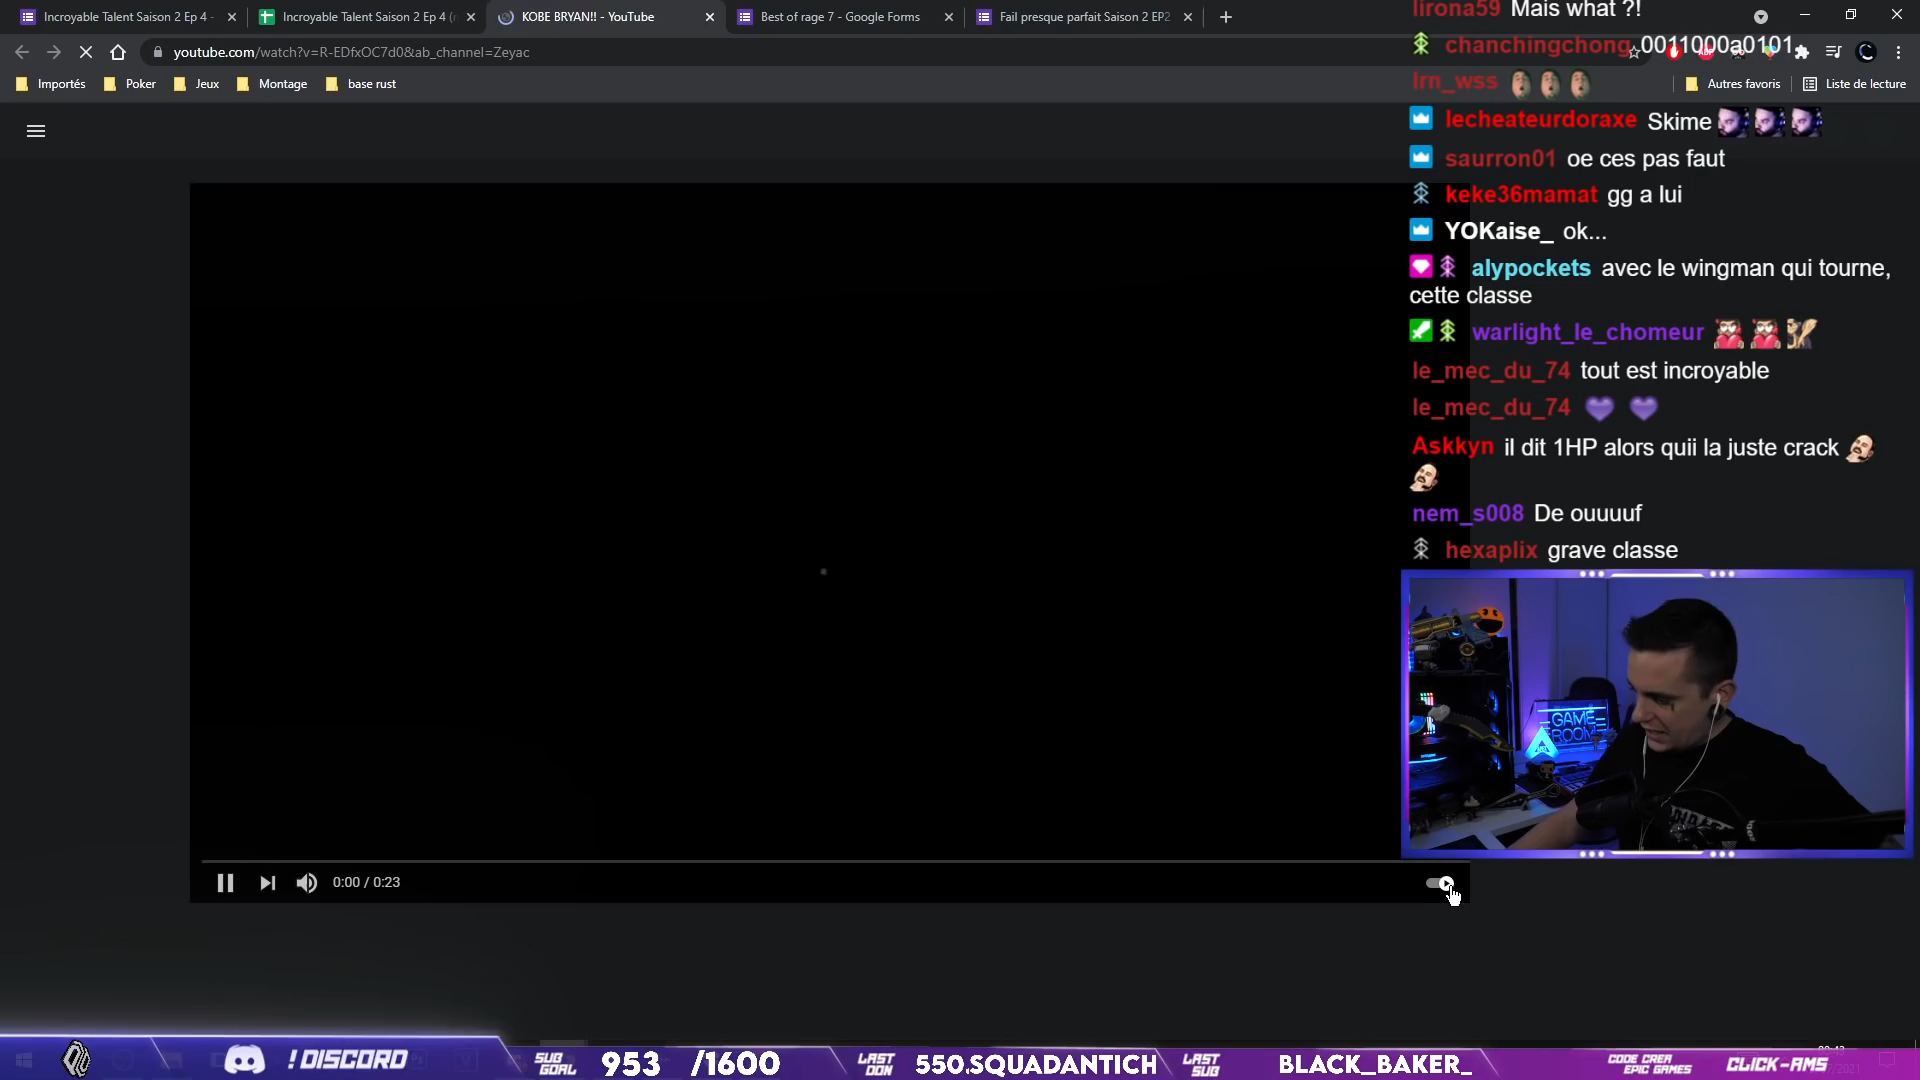 Incroyable Talent Saison 2 Ep 4 -
Incroyable Talent Saison 2 Ep 4 (
KOBE BRYAN!! - YouTube
Best of rage 7 - Google Forms
Fail presque parfait Saison 2 EP2
youtube.com/watch?v=R-EDfxOC7d0&ab_channel=Zeyac
Importés
Poker
Jeux
Montage
base rust
Autres favoris
Liste de lecture
lirona59 Mais what ?!
chanchingchong 0011000a0101
lrn_wss
lecheateurdoraxe Skime
saurron01 oe ces pas faut
keke36mamat gg a lui
YOKaise_ ok...
alypockets avec le wingman qui tourne,
cette classe
warlight_le_chomeur
le_mec_du_74 tout est incroyable
le_mec_du_74
Askkyn il dit 1HP alors quii la juste crack
nem_s008 De ouuuuf
hexaplix grave classe
GAME
ROOM
0:00 / 0:23
!DISCORD
SUB GOAL 953 /1600
LAST DON 550.SQUADANTICH
LAST SUB BLACK_BAKER_
CODE CREA EPIC GAMES CLICK-AMS